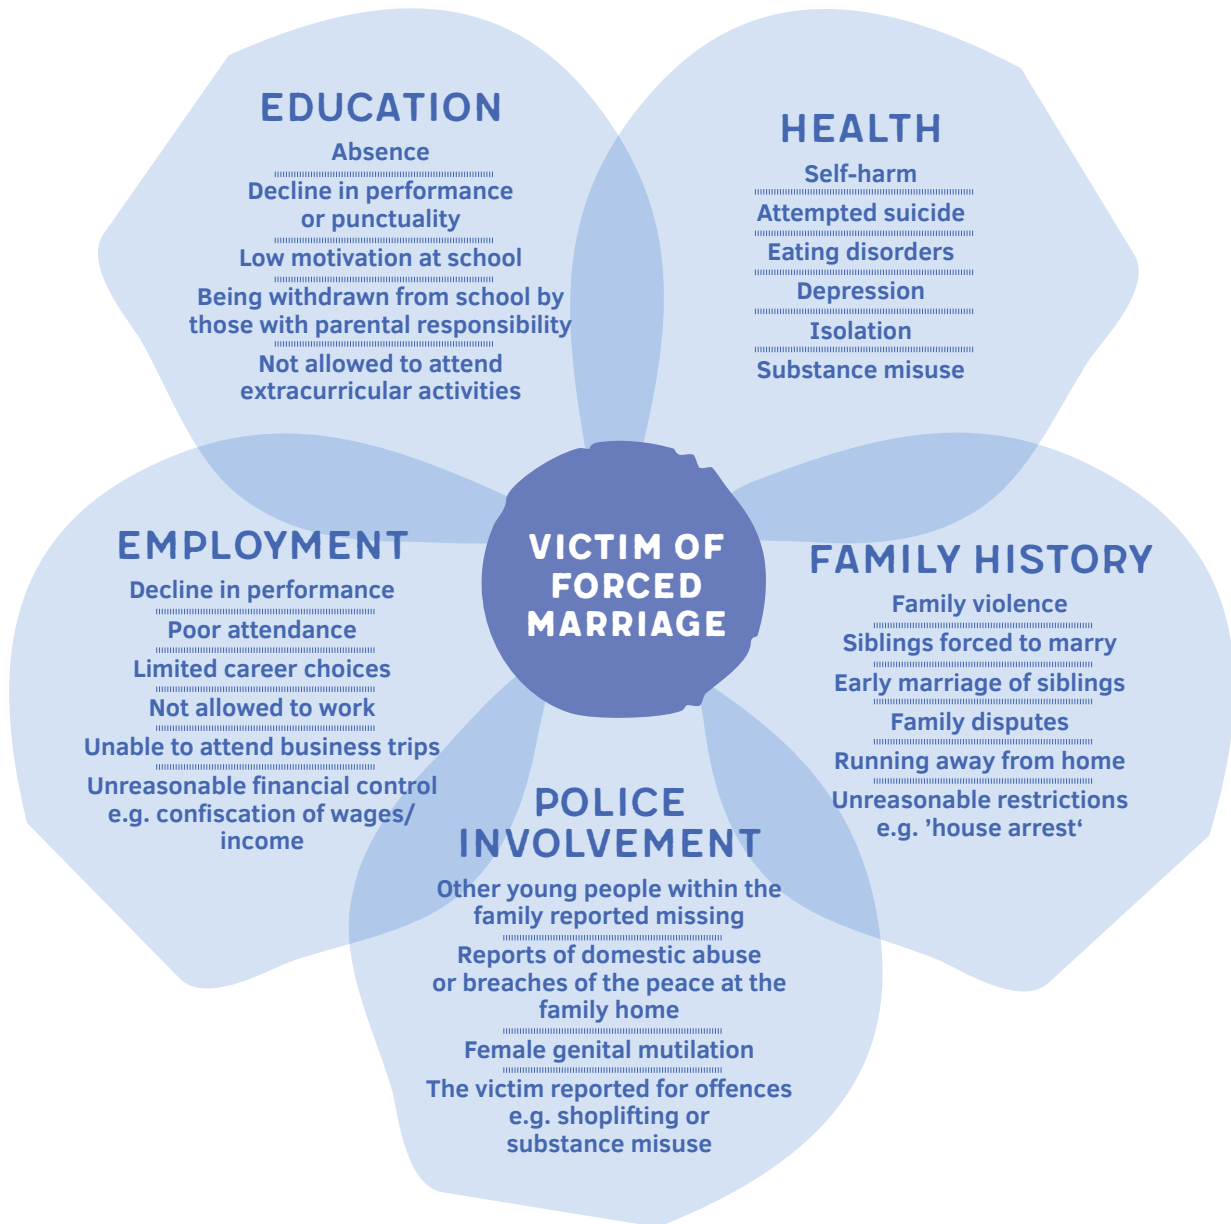 EDUCATION
Absence
Decline in performance
or punctuality
Low motivation at school
Being withdrawn from school by
those with parental responsibility
Not allowed to attend
extracurricular activities
HEALTH
Self-harm
Attempted suicide
Eating disorders
Depression
Isolation
Substance misuse
EMPLOYMENT
Decline in performance
Poor attendance
Limited career choices
Not allowed to work
Unable to attend business trips
Unreasonable financial control
e.g. confiscation of wages/
income
VICTIM OF
FORCED
MARRIAGE
FAMILY HISTORY
Family violence
Siblings forced to marry
Early marriage of siblings
Family disputes
Running away from home
Unreasonable restrictions
e.g. ’house arrest‘
POLICE
INVOLVEMENT
Other young people within the
family reported missing
Reports of domestic abuse
or breaches of the peace at the
family home
Female genital mutilation
The victim reported for offences
e.g. shoplifting or
substance misuse